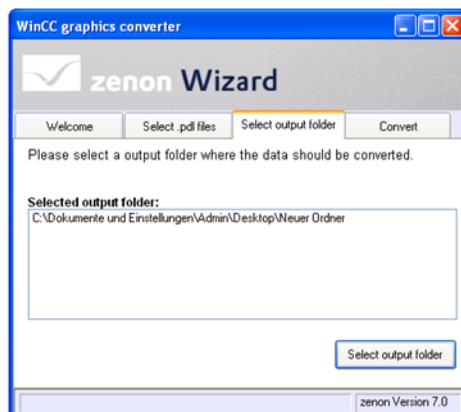 WinCC graphics converter
zenon Wizard
Welcome
Select .pdl files
Select output folder
Convert
Please select a output folder where the data should be converted.
Selected output folder:
C:\Dokumente und Einstellungen\Admin\Desktop\Neuer Ordner
Select output folder
zenon Version 7.0